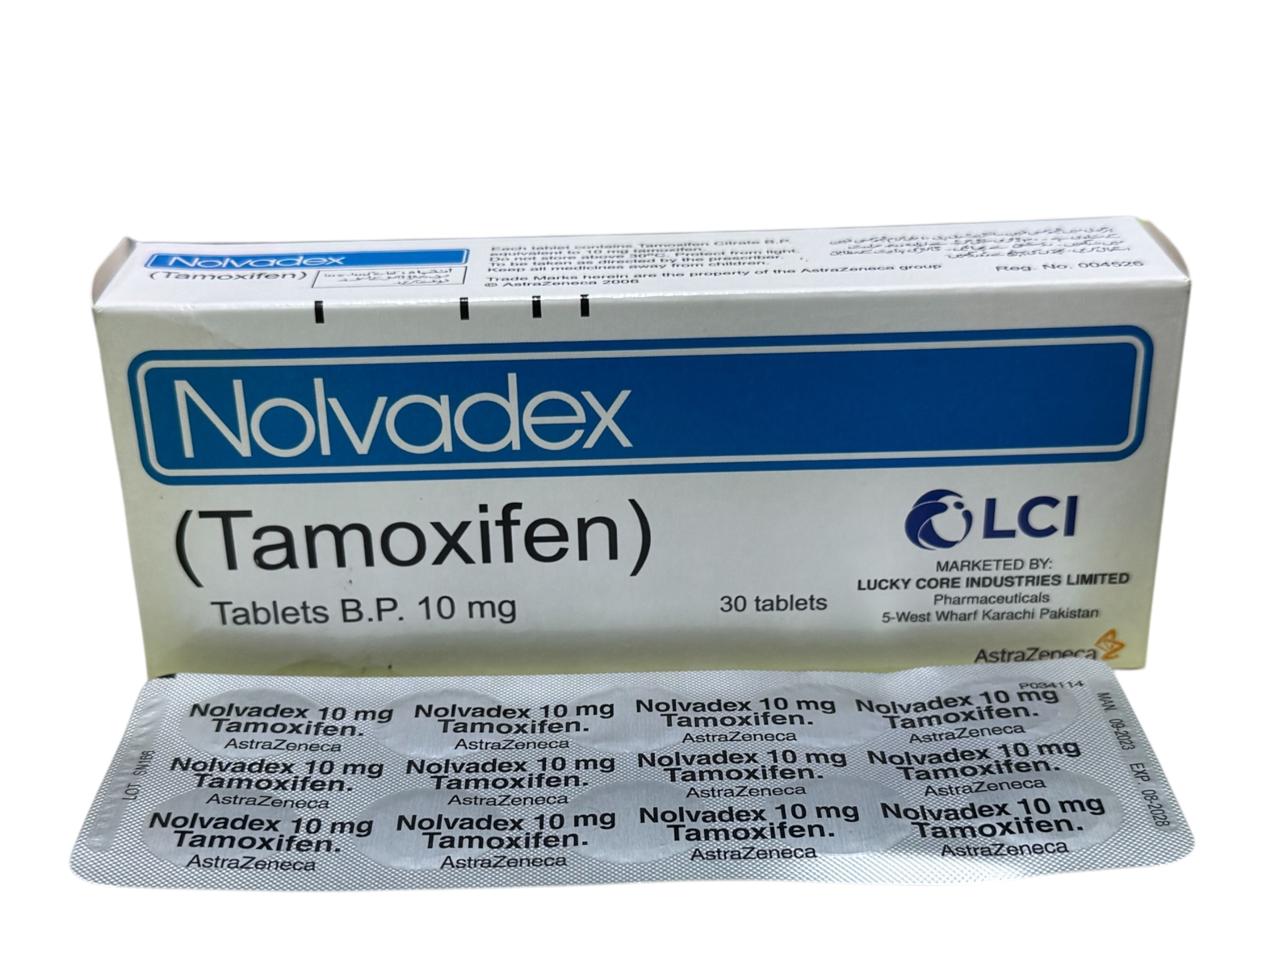 Nolvadex
(Tamoxifen)
Each tablet contains Tamoxifen Citrate B.P.
equivalent to 10 mg tamoxifen.
Do not store above 30°C. Protect from light.
To be taken as directed by the prescriber.
Keep all medicines away from children.
Trade Marks herein are the property of the AstraZeneca group
© AstraZeneca 2006
Reg. No. 004525
Nolvadex
(Tamoxifen)
Tablets B.P. 10 mg
30 tablets
LCI
MARKETED BY:
LUCKY CORE INDUSTRIES LIMITED
Pharmaceuticals
5-West Wharf Karachi Pakistan
AstraZeneca
P034114
Nolvadex 10 mg Nolvadex 10 mg Nolvadex 10 mg Nolvadex 10 mg
Tamoxifen. Tamoxifen. Tamoxifen. Tamoxifen.
AstraZeneca AstraZeneca AstraZeneca AstraZeneca
Nolvadex 10 mg Nolvadex 10 mg Nolvadex 10 mg Nolvadex 10 mg
Tamoxifen. Tamoxifen. Tamoxifen. Tamoxifen.
AstraZeneca AstraZeneca AstraZeneca AstraZeneca
Nolvadex 10 mg Nolvadex 10 mg Nolvadex 10 mg Nolvadex 10 mg
Tamoxifen. Tamoxifen. Tamoxifen. Tamoxifen.
AstraZeneca AstraZeneca AstraZeneca AstraZeneca
LOT SN186
MAN 09-2023 EXP 09-2028